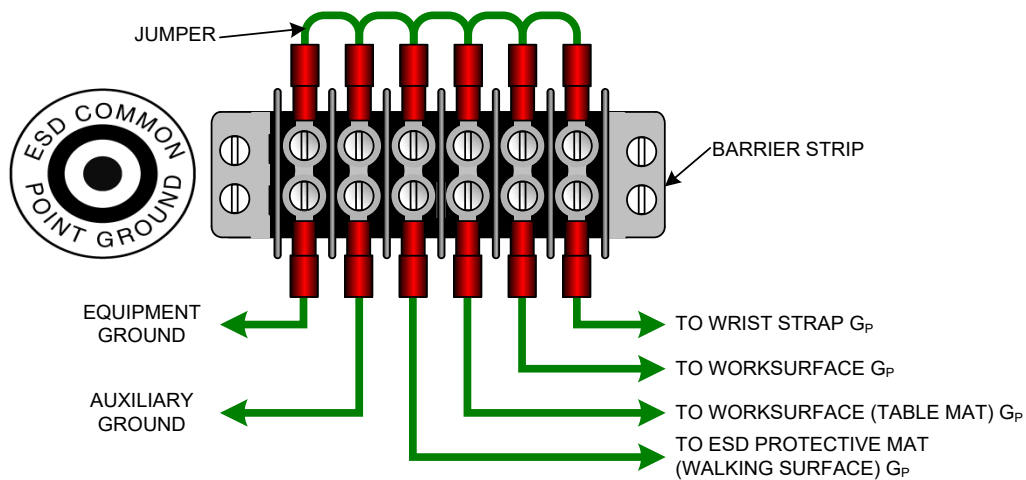 JUMPER
ESD COMMON
POINT GROUND
BARRIER STRIP
EQUIPMENT
GROUND
AUXILIARY
GROUND
TO WRIST STRAP GP
TO WORKSURFACE GP
TO WORKSURFACE (TABLE MAT) GP
TO ESD PROTECTIVE MAT
(WALKING SURFACE) GP